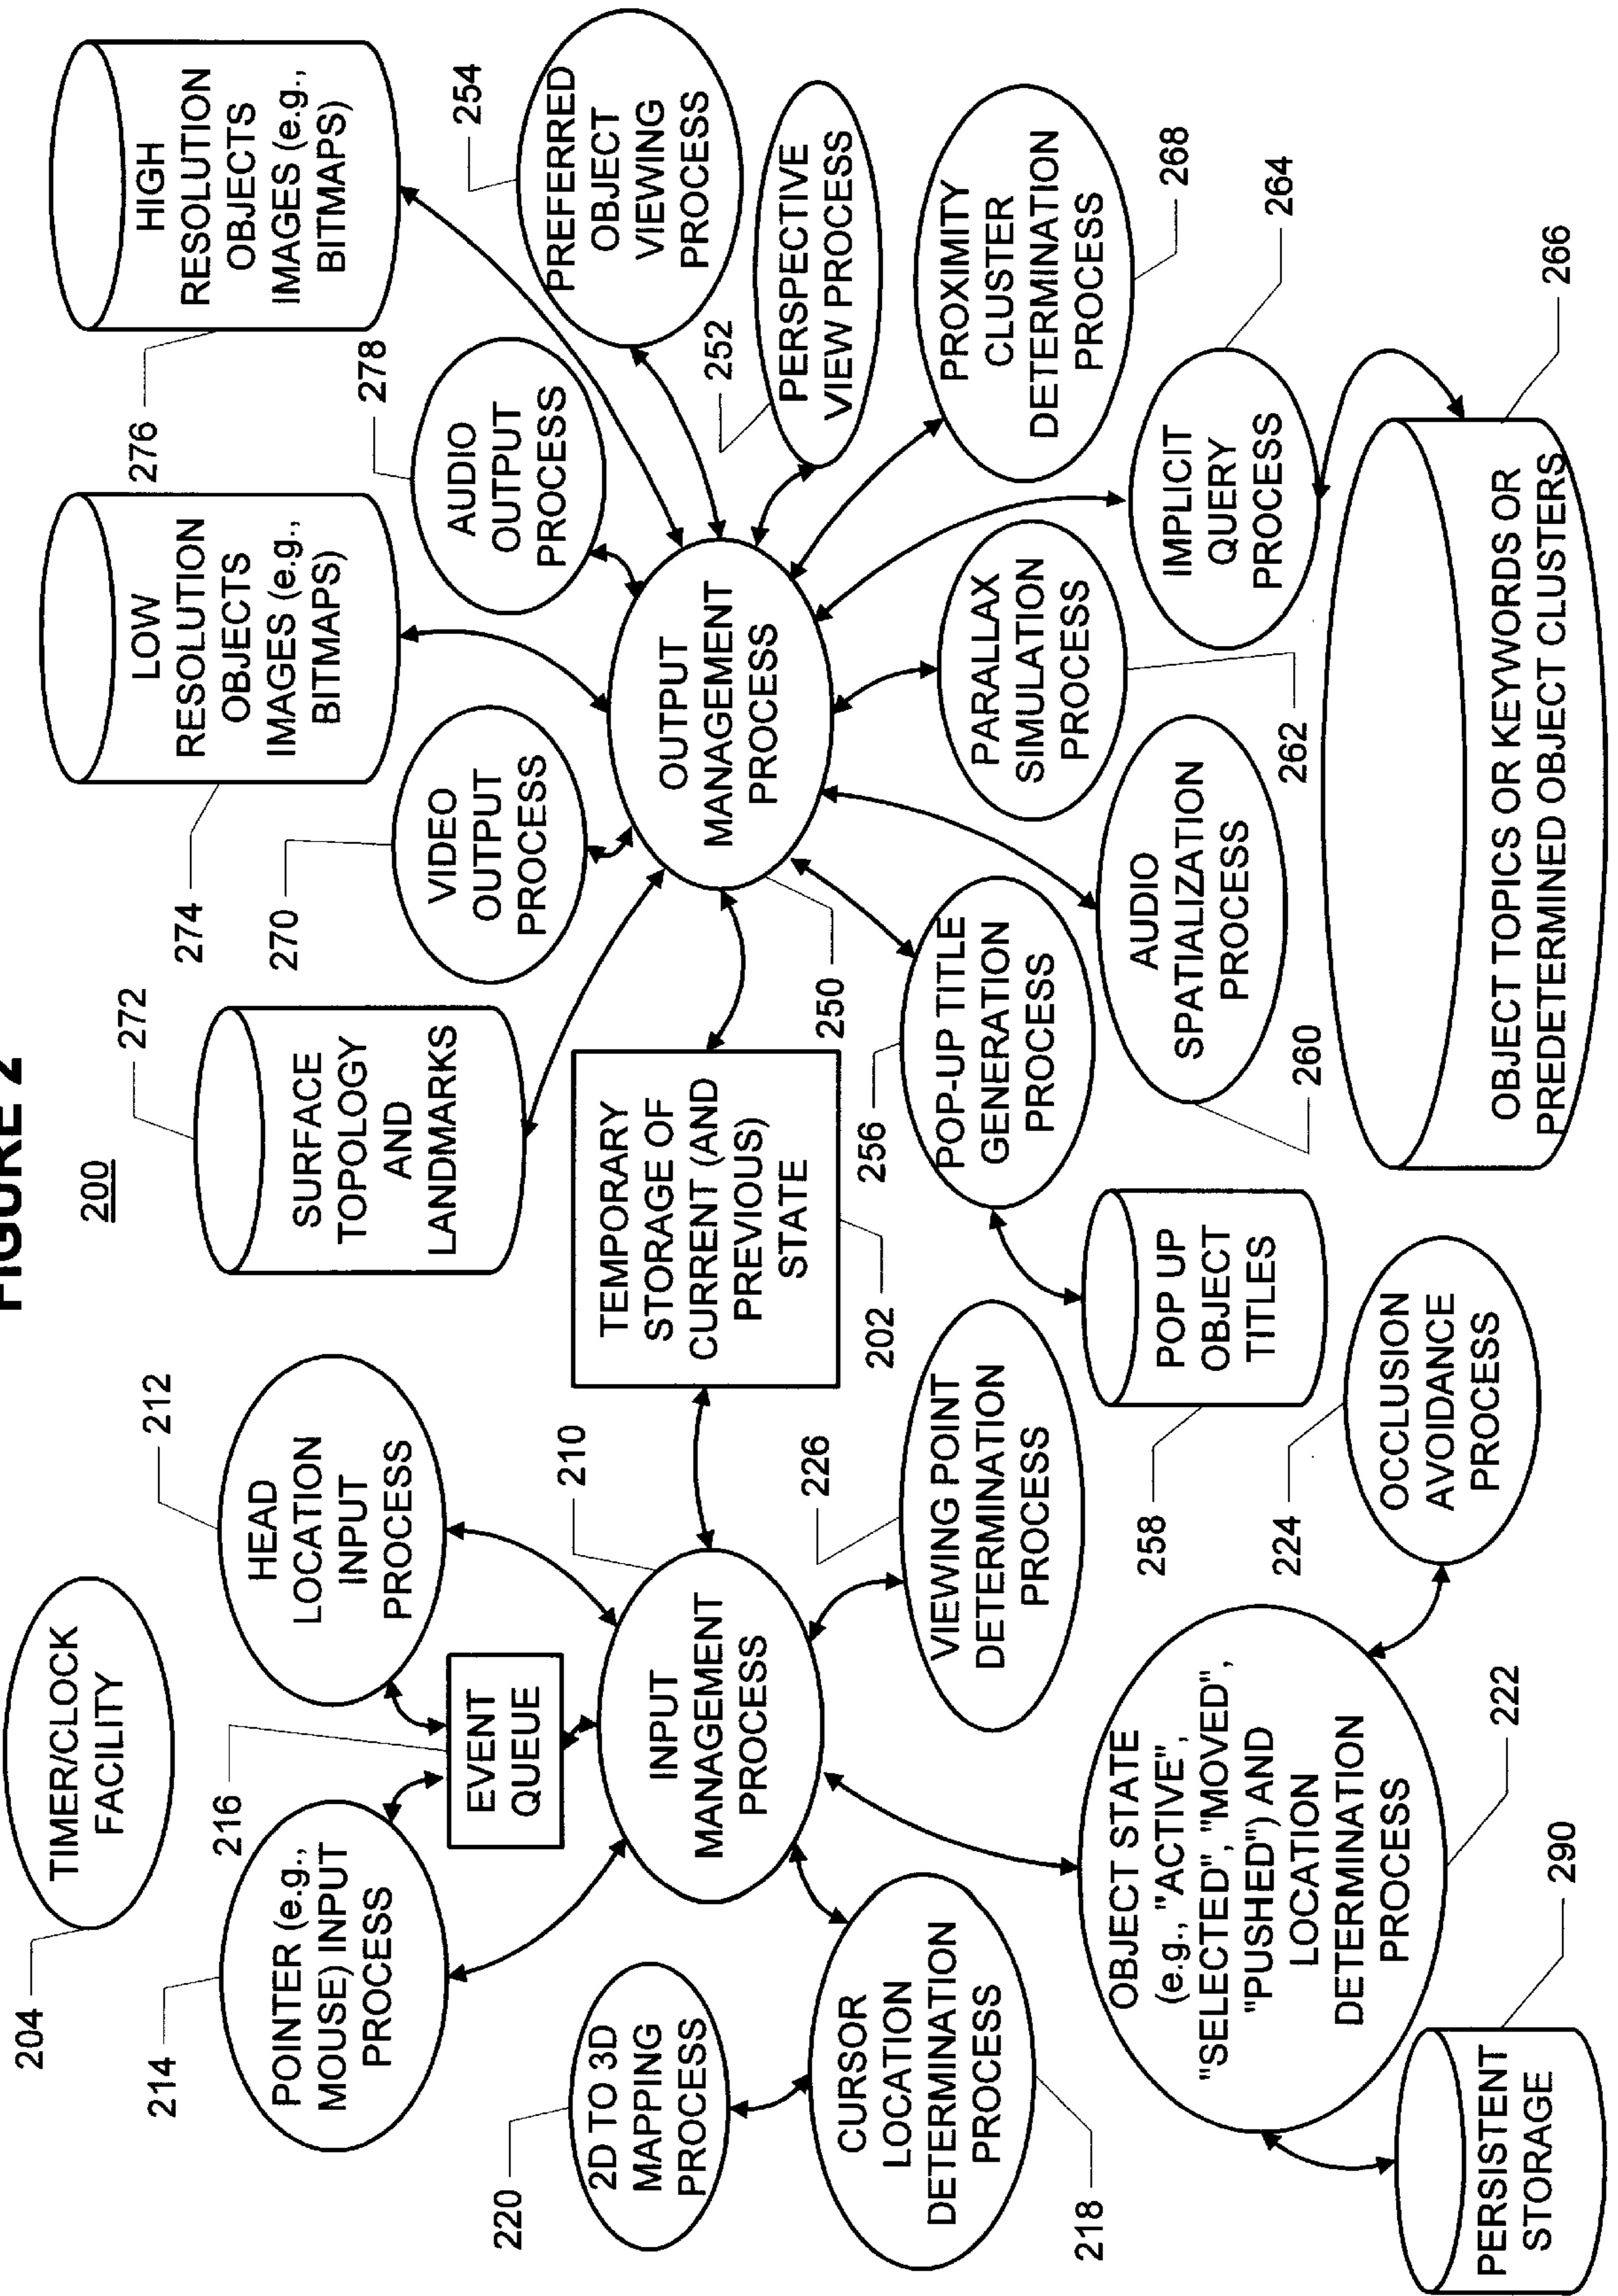 FIGURE 2
200
204
TIMER/CLOCK
FACILITY
214
POINTER (e.g.,
MOUSE) INPUT
PROCESS
216
EVENT
QUEUE
212
HEAD
LOCATION
INPUT
PROCESS
272
SURFACE
TOPOLOGY
AND
LANDMARKS
274
LOW
RESOLUTION
OBJECTS
IMAGES (e.g.,
BITMAPS)
276
HIGH
RESOLUTION
OBJECTS
IMAGES (e.g.,
BITMAPS)
270
VIDEO
OUTPUT
PROCESS
278
AUDIO
OUTPUT
PROCESS
254
PREFERRED
OBJECT
VIEWING
PROCESS
220
2D TO 3D
MAPPING
PROCESS
210
INPUT
MANAGEMENT
PROCESS
TEMPORARY
STORAGE OF
CURRENT (AND
PREVIOUS)
STATE
202
OUTPUT
MANAGEMENT
PROCESS
250
252
PERSPECTIVE
VIEW PROCESS
CURSOR
LOCATION
DETERMINATION
PROCESS
218
226
VIEWING POINT
DETERMINATION
PROCESS
256
POP-UP TITLE
GENERATION
PROCESS
PARALLAX
SIMULATION
PROCESS
262
PROXIMITY
CLUSTER
DETERMINATION
PROCESS
268
OBJECT STATE
(e.g., "ACTIVE",
"SELECTED", "MOVED",
"PUSHED") AND
LOCATION
DETERMINATION
PROCESS
222
258
POP UP
OBJECT
TITLES
AUDIO
SPATIALIZATION
PROCESS
260
IMPLICIT
QUERY
PROCESS
264
290
PERSISTENT
STORAGE
224
OCCLUSION
AVOIDANCE
PROCESS
OBJECT TOPICS OR KEYWORDS OR
PREDETERMINED OBJECT CLUSTERS
266